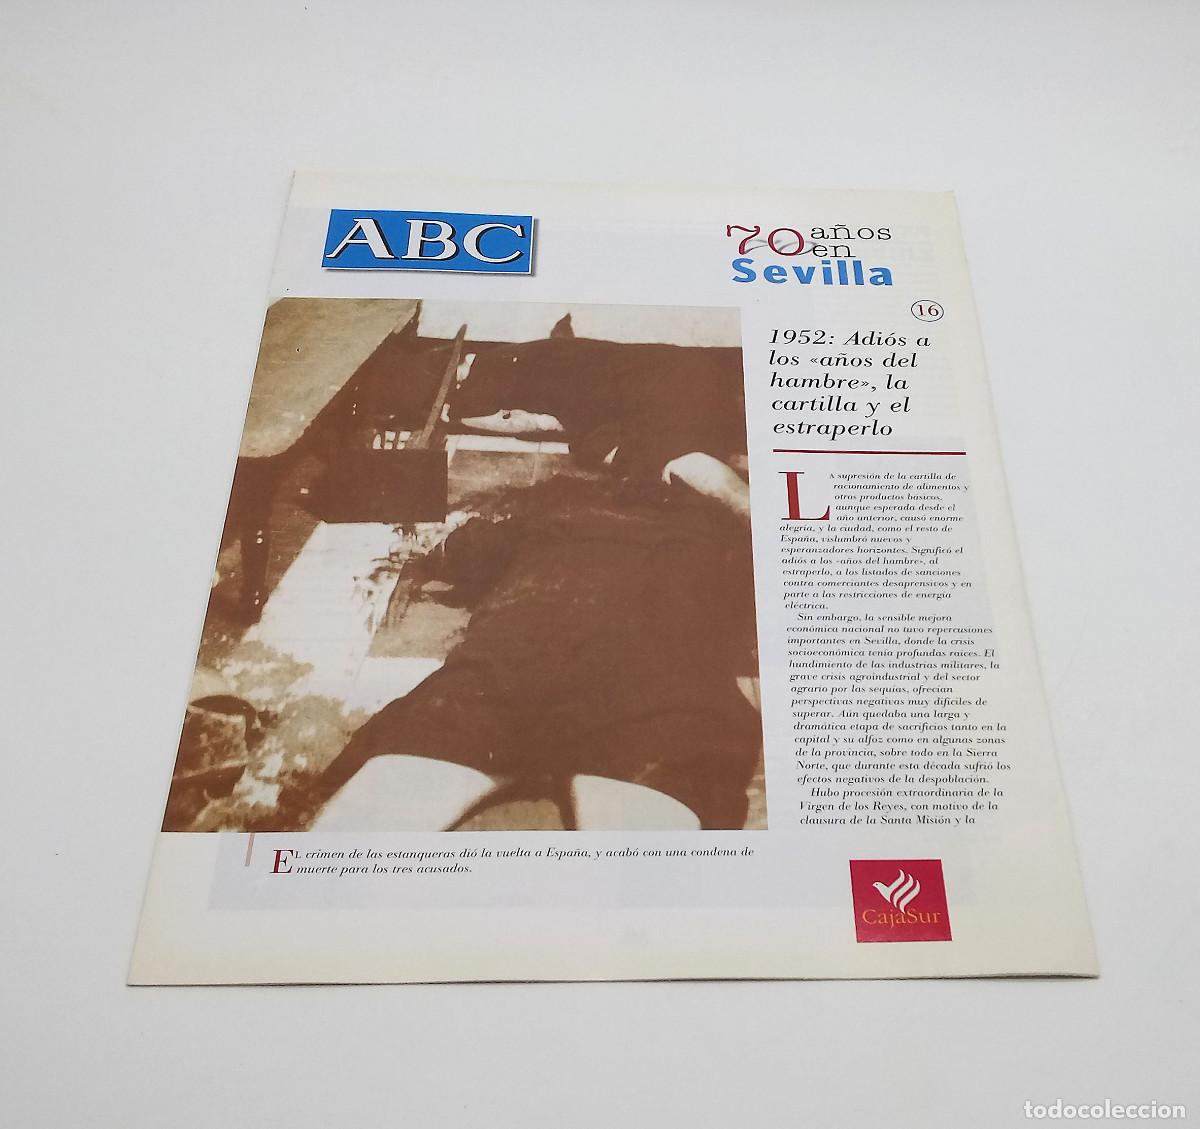 ABC
70 años
en
Sevilla
16
1952: Adiós a
los «años del
hambre», la
cartilla y el
estraperlo
LA supresión de la cartilla de
racionamiento de alimentos y
otros productos básicos,
aunque esperada desde el
año anterior, causó enorme
alegría, y la ciudad, como el resto de
España, vislumbró nuevos y
esperanzadores horizontes. Significó el
adiós a los «años del hambre», al
estraperlo, a los listados de sanciones
contra comerciantes desaprensivos y en
parte a las restricciones de energía
eléctrica.
Sin embargo, la sensible mejora
económica nacional no tuvo repercusiones
importantes en Sevilla, donde la crisis
socioeconómica tenía profundas raíces. El
hundimiento de las industrias militares, la
grave crisis agroindustrial y del sector
agrario por las sequías, ofrecían
perspectivas negativas muy difíciles de
superar. Aún quedaba una larga y
dramática etapa de sacrificios tanto en la
capital y su alfoz como en algunas zonas
de la provincia, sobre todo en la Sierra
Norte, que durante esta década sufrió los
efectos negativos de la despoblación.
Hubo procesión extraordinaria de la
Virgen de los Reyes, con motivo de la
clausura de la Santa Misión y la
EL crimen de las estanqueras dió la vuelta a España, y acabó con una condena de
muerte para los tres acusados.
CajaSur
todocoleccion